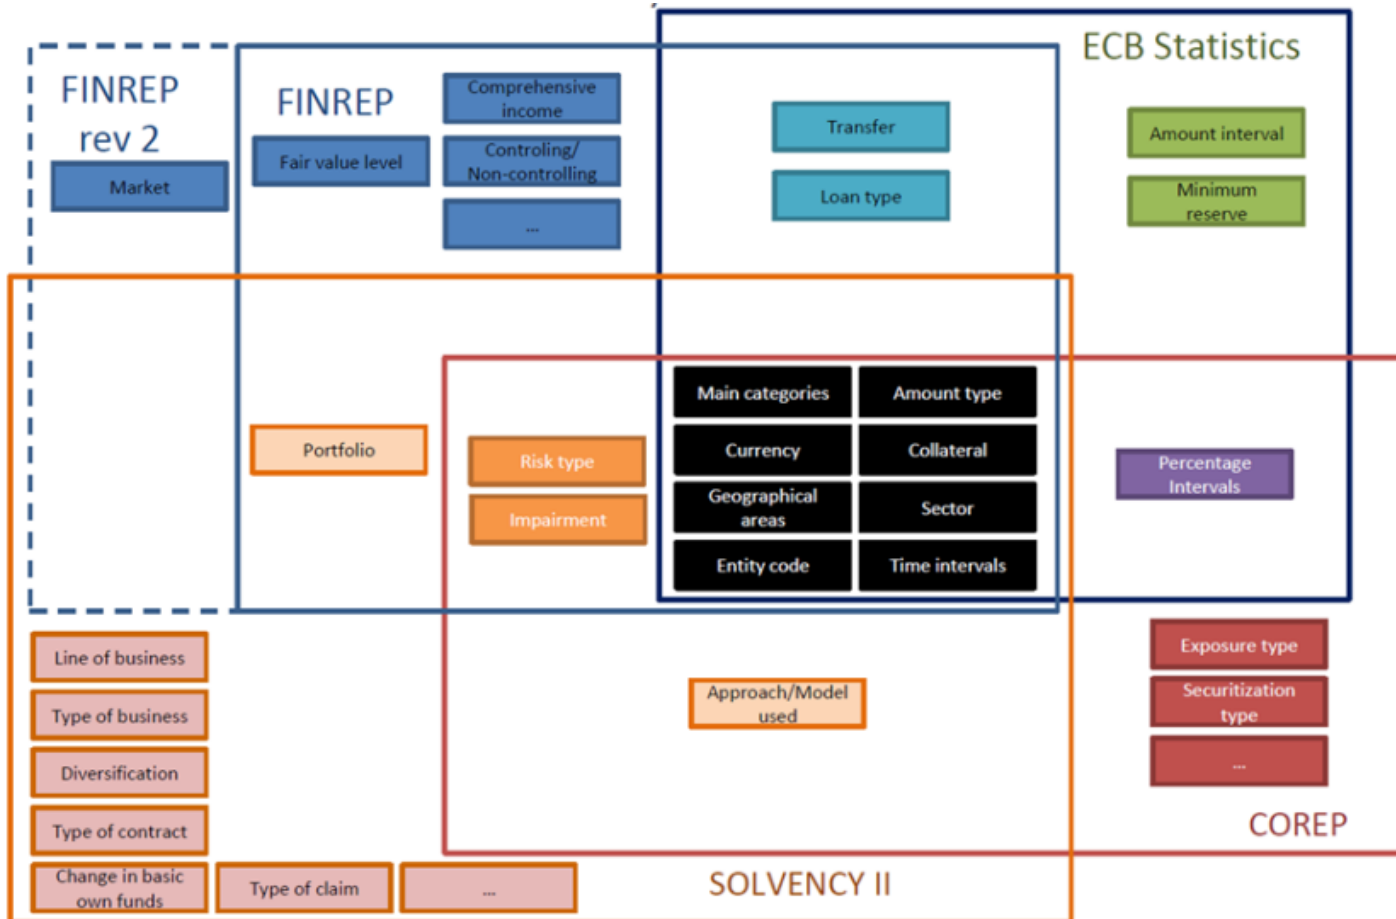 ECB Statistics
FINREP
rev 2
FINREP
Comprehensive
income
Transfer
Amount interval
Market
Fair value level
Controling/
Non-controlling
Loan type
Minimum
reserve
...
Main categories
Amount type
Portfolio
Risk type
Currency
Collateral
Percentage
Intervals
Impairment
Geographical
areas
Sector
Entity code
Time intervals
Line of business
Exposure type
Type of business
Approach/Model
used
Securitization
type
Diversification
...
Type of contract
COREP
Change in basic
own funds
Type of claim
...
SOLVENCY II